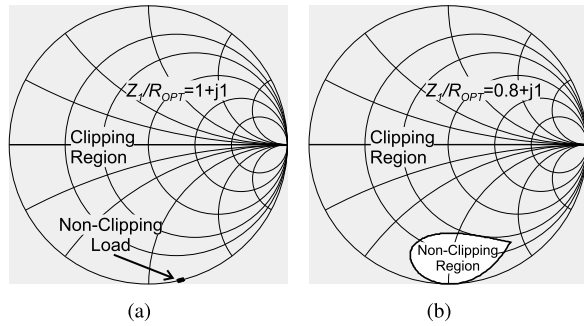 Z1/ROPT=1+j1
Clipping
Region
Non-Clipping
Load
(a)
Z1/ROPT=0.8+j1
Clipping
Region
Non-Clipping
Region
(b)